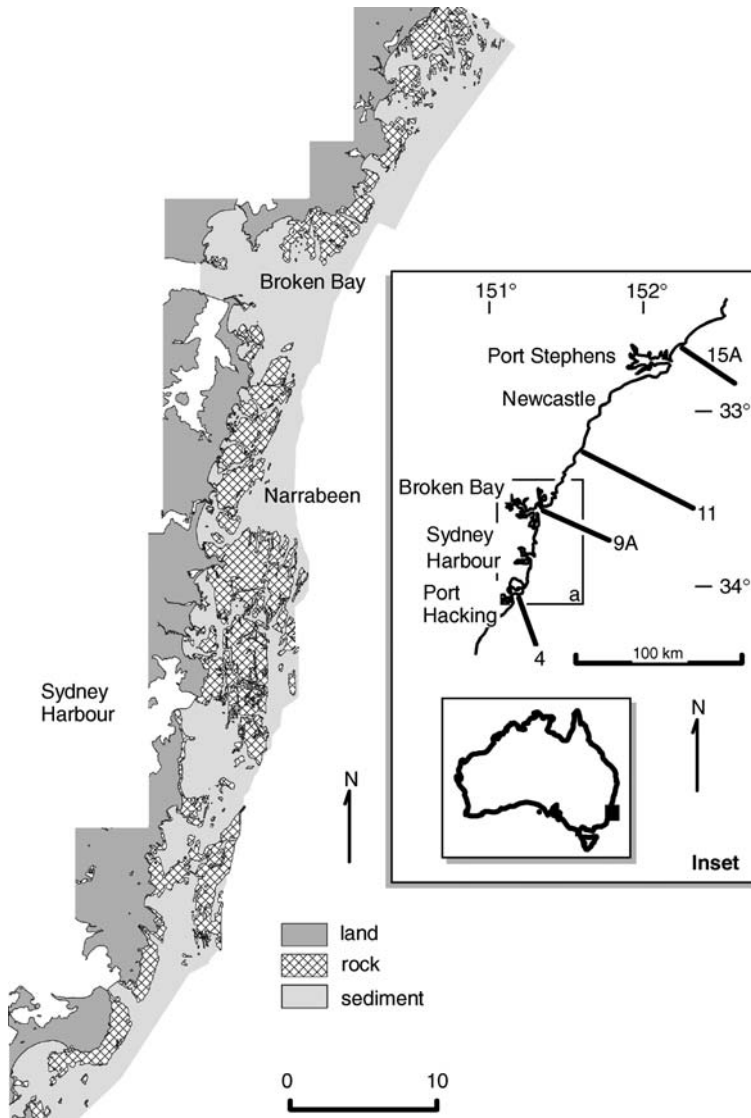 Broken Bay
Narrabeen
Sydney
Harbour
N
land
rock
sediment
0 10
151° 152°
Port Stephens
15A
Newcastle
33°
Broken Bay
11
9A
Sydney
Harbour
34°
Port
Hacking
a
4
100 km
N
Inset